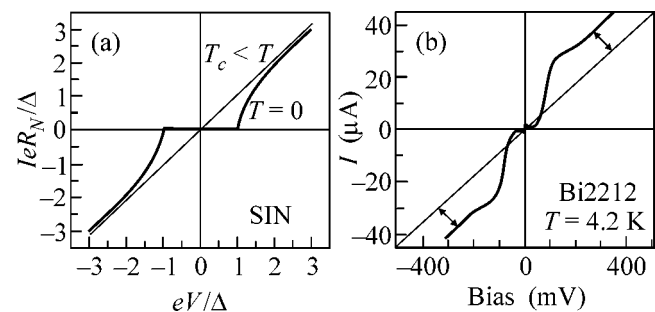 (a)
T_c < T
T = 0
SIN
IeR_N/Δ
3
2
1
0
−1
−2
−3
−3 −2 −1 0 1 2 3
eV/Δ
(b)
Bi2212
T = 4.2 K
I (μA)
40
20
0
−20
−40
−400 0 400
Bias (mV)